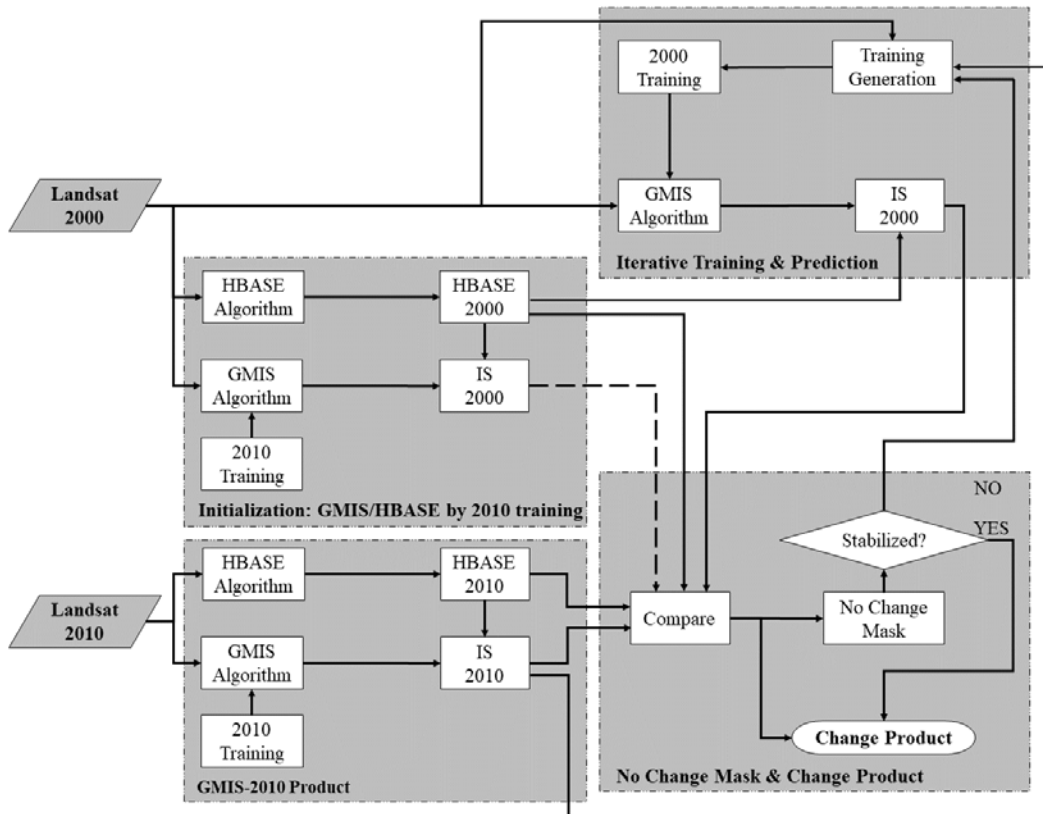 2000
Training
Training
Generation
Landsat
2000
GMIS
Algorithm
IS
2000
Iterative Training & Prediction
HBASE
Algorithm
HBASE
2000
GMIS
Algorithm
IS
2000
2010
Training
Initialization: GMIS/HBASE by 2010 training
NO
Stabilized?
YES
HBASE
Algorithm
HBASE
2010
Landsat
2010
Compare
No Change
Mask
GMIS
Algorithm
IS
2010
2010
Training
Change Product
GMIS-2010 Product
No Change Mask & Change Product